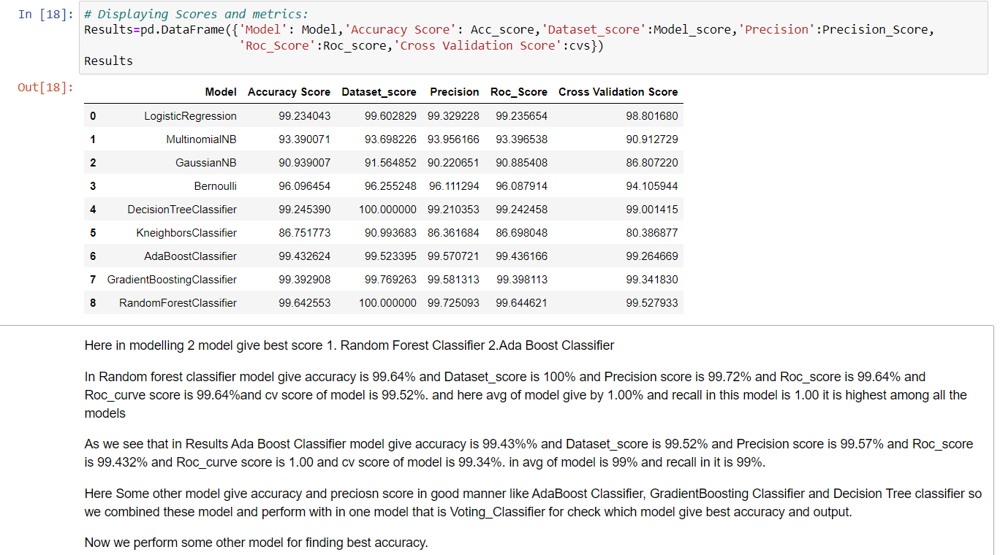 In [18]: # Displaying Scores and metrics:
Results=pd.DataFrame({'Model': Model,'Accuracy Score': Acc_score,'Dataset_score':Model_score,'Precision':Precision_Score,
'Roc_Score':Roc_score,'Cross Validation Score':cvs})
Results
Out[18]:
Model Accuracy Score Dataset_score Precision Roc_Score Cross Validation Score
0 LogisticRegression 99.234043 99.602829 99.329228 99.235654 98.801680
1 MultinomialNB 93.390071 93.698226 93.956166 93.396538 90.912729
2 GaussianNB 90.939007 91.564852 90.220651 90.885408 86.807220
3 Bernoulli 96.096454 96.255248 96.111294 96.087914 94.105944
4 DecisionTreeClassifier 99.245390 100.000000 99.210353 99.242458 99.001415
5 KneighborsClassifier 86.751773 90.993683 86.361684 86.698048 80.386877
6 AdaBoostClassifier 99.432624 99.523395 99.570721 99.436166 99.264669
7 GradientBoostingClassifier 99.392908 99.769263 99.581313 99.398113 99.341830
8 RandomForestClassifier 99.642553 100.000000 99.725093 99.644621 99.527933
Here in modelling 2 model give best score 1. Random Forest Classifier 2.Ada Boost Classifier
In Random forest classifier model give accuracy is 99.64% and Dataset_score is 100% and Precision score is 99.72% and Roc_score is 99.64% and
Roc_curve score is 99.64%and cv score of model is 99.52%. and here avg of model give by 1.00% and recall in this model is 1.00 it is highest among all the
models
As we see that in Results Ada Boost Classifier model give accuracy is 99.43%% and Dataset_score is 99.52% and Precision score is 99.57% and Roc_score
is 99.432% and Roc_curve score is 1.00 and cv score of model is 99.34%. in avg of model is 99% and recall in it is 99%.
Here Some other model give accuracy and preciosn score in good manner like AdaBoost Classifier, GradientBoosting Classifier and Decision Tree classifier so
we combined these model and perform with in one model that is Voting_Classifier for check which model give best accuracy and output.
Now we perform some other model for finding best accuracy.